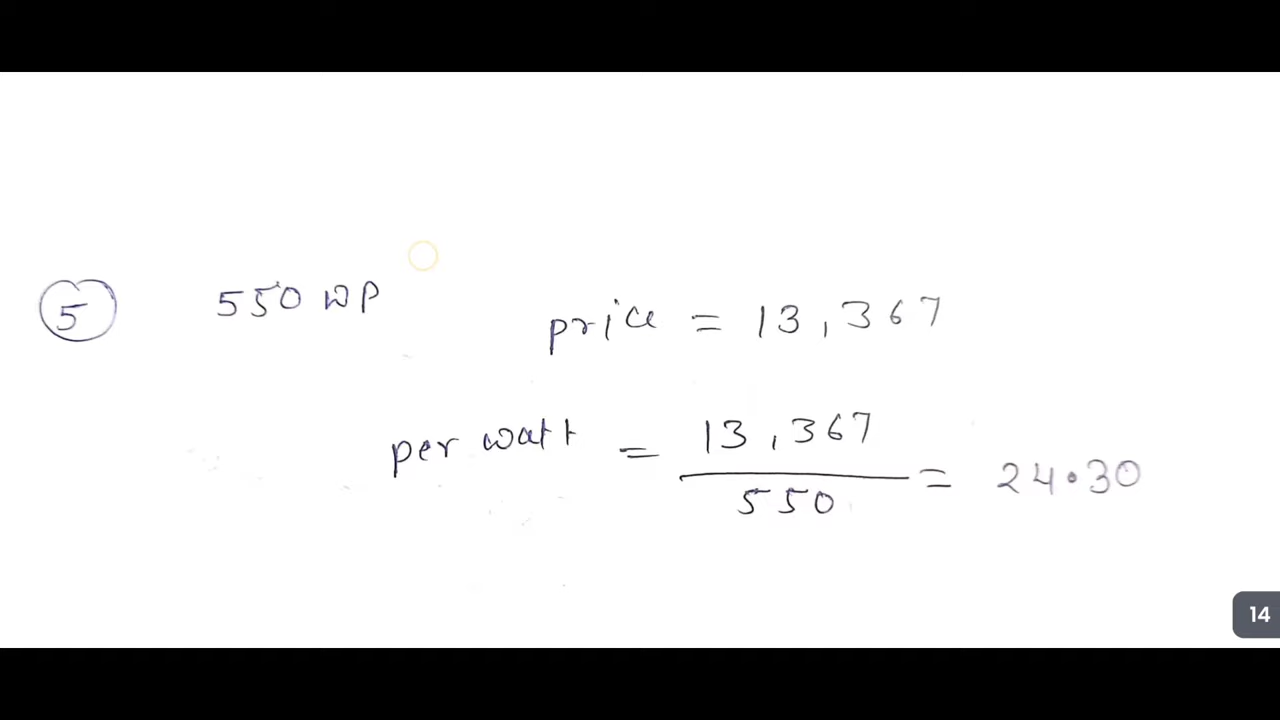 5 550 WP
price = 13,367
per watt = 13,367 / 550 = 24.30
14